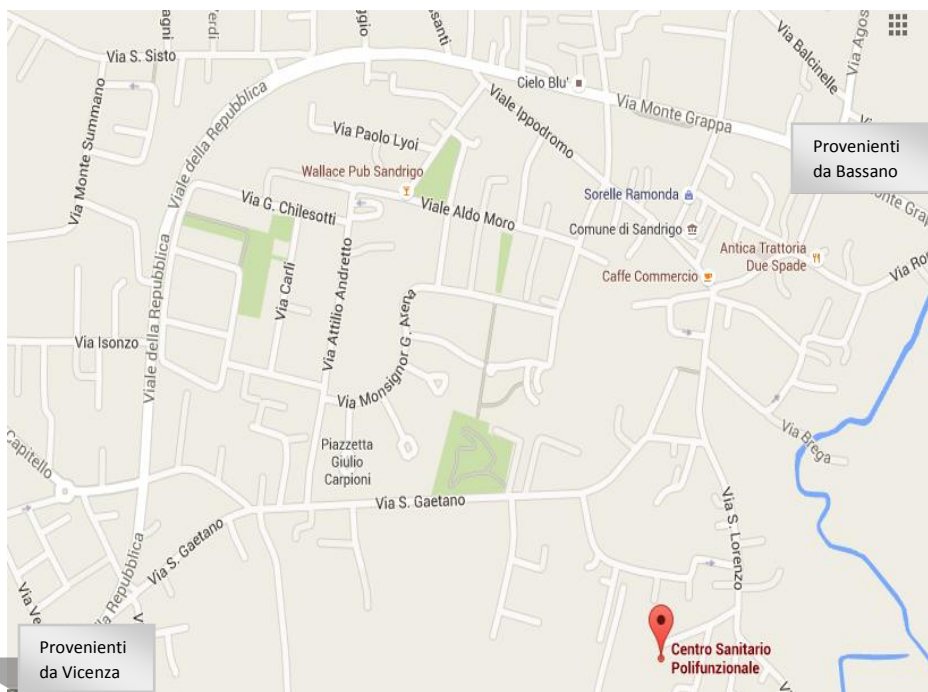 Via S. Sisto
Via Monte Summano
Viale della Repubblica
Cielo Blu'
Via Balcinelle
Via Monte Grappa
Viale Ippodromo
Via Paolo Lyoi
Wallace Pub Sandrigo
Provenienti
da Bassano
Via G. Chilesotti
Viale Aldo Moro
Sorelle Ramonda
Comune di Sandrigo
Antica Trattoria
Due Spade
Caffe Commercio
Via Carli
Via Attilio Andretto
Via Monsignor G. Arena
Via Isonzo
Viale della Repubblica
Piazzetta
Giulio
Carpioni
Via Brega
Capitello
Via S. Gaetano
Via S. Gaetano
Via S. Lorenzo
Provenienti
da Vicenza
Centro Sanitario
Polifunzionale